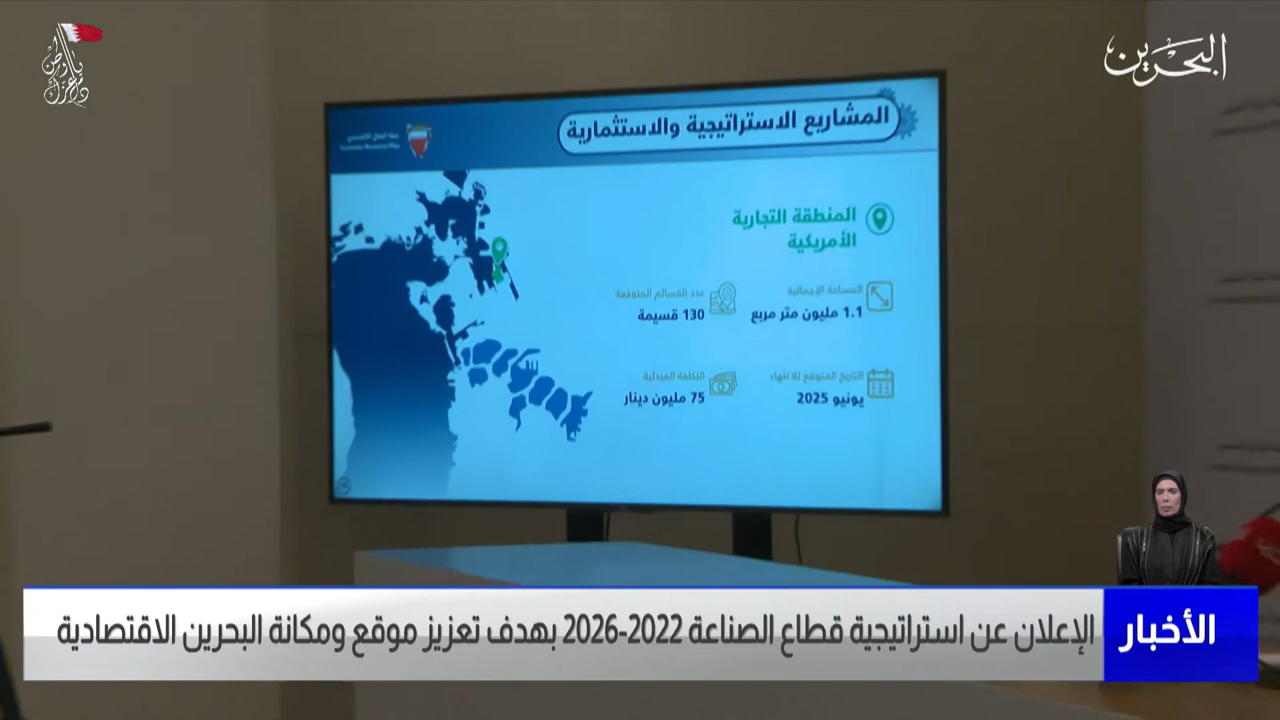 البحرين
المشاريع الاستراتيجية والاستثمارية
المنطقة التجارية
الأمريكية
المساحة الإجمالية
1.1 مليون متر مربع
عدد القسائم المتوقعة
130 قسيمة
التاريخ المتوقع للانتهاء
يونيو 2025
التكلفة المبدئية
75 مليون دينار
الأخبار
الإعلان عن استراتيجية قطاع الصناعة 2022-2026 بهدف تعزيز موقع ومكانة البحرين الاقتصادية